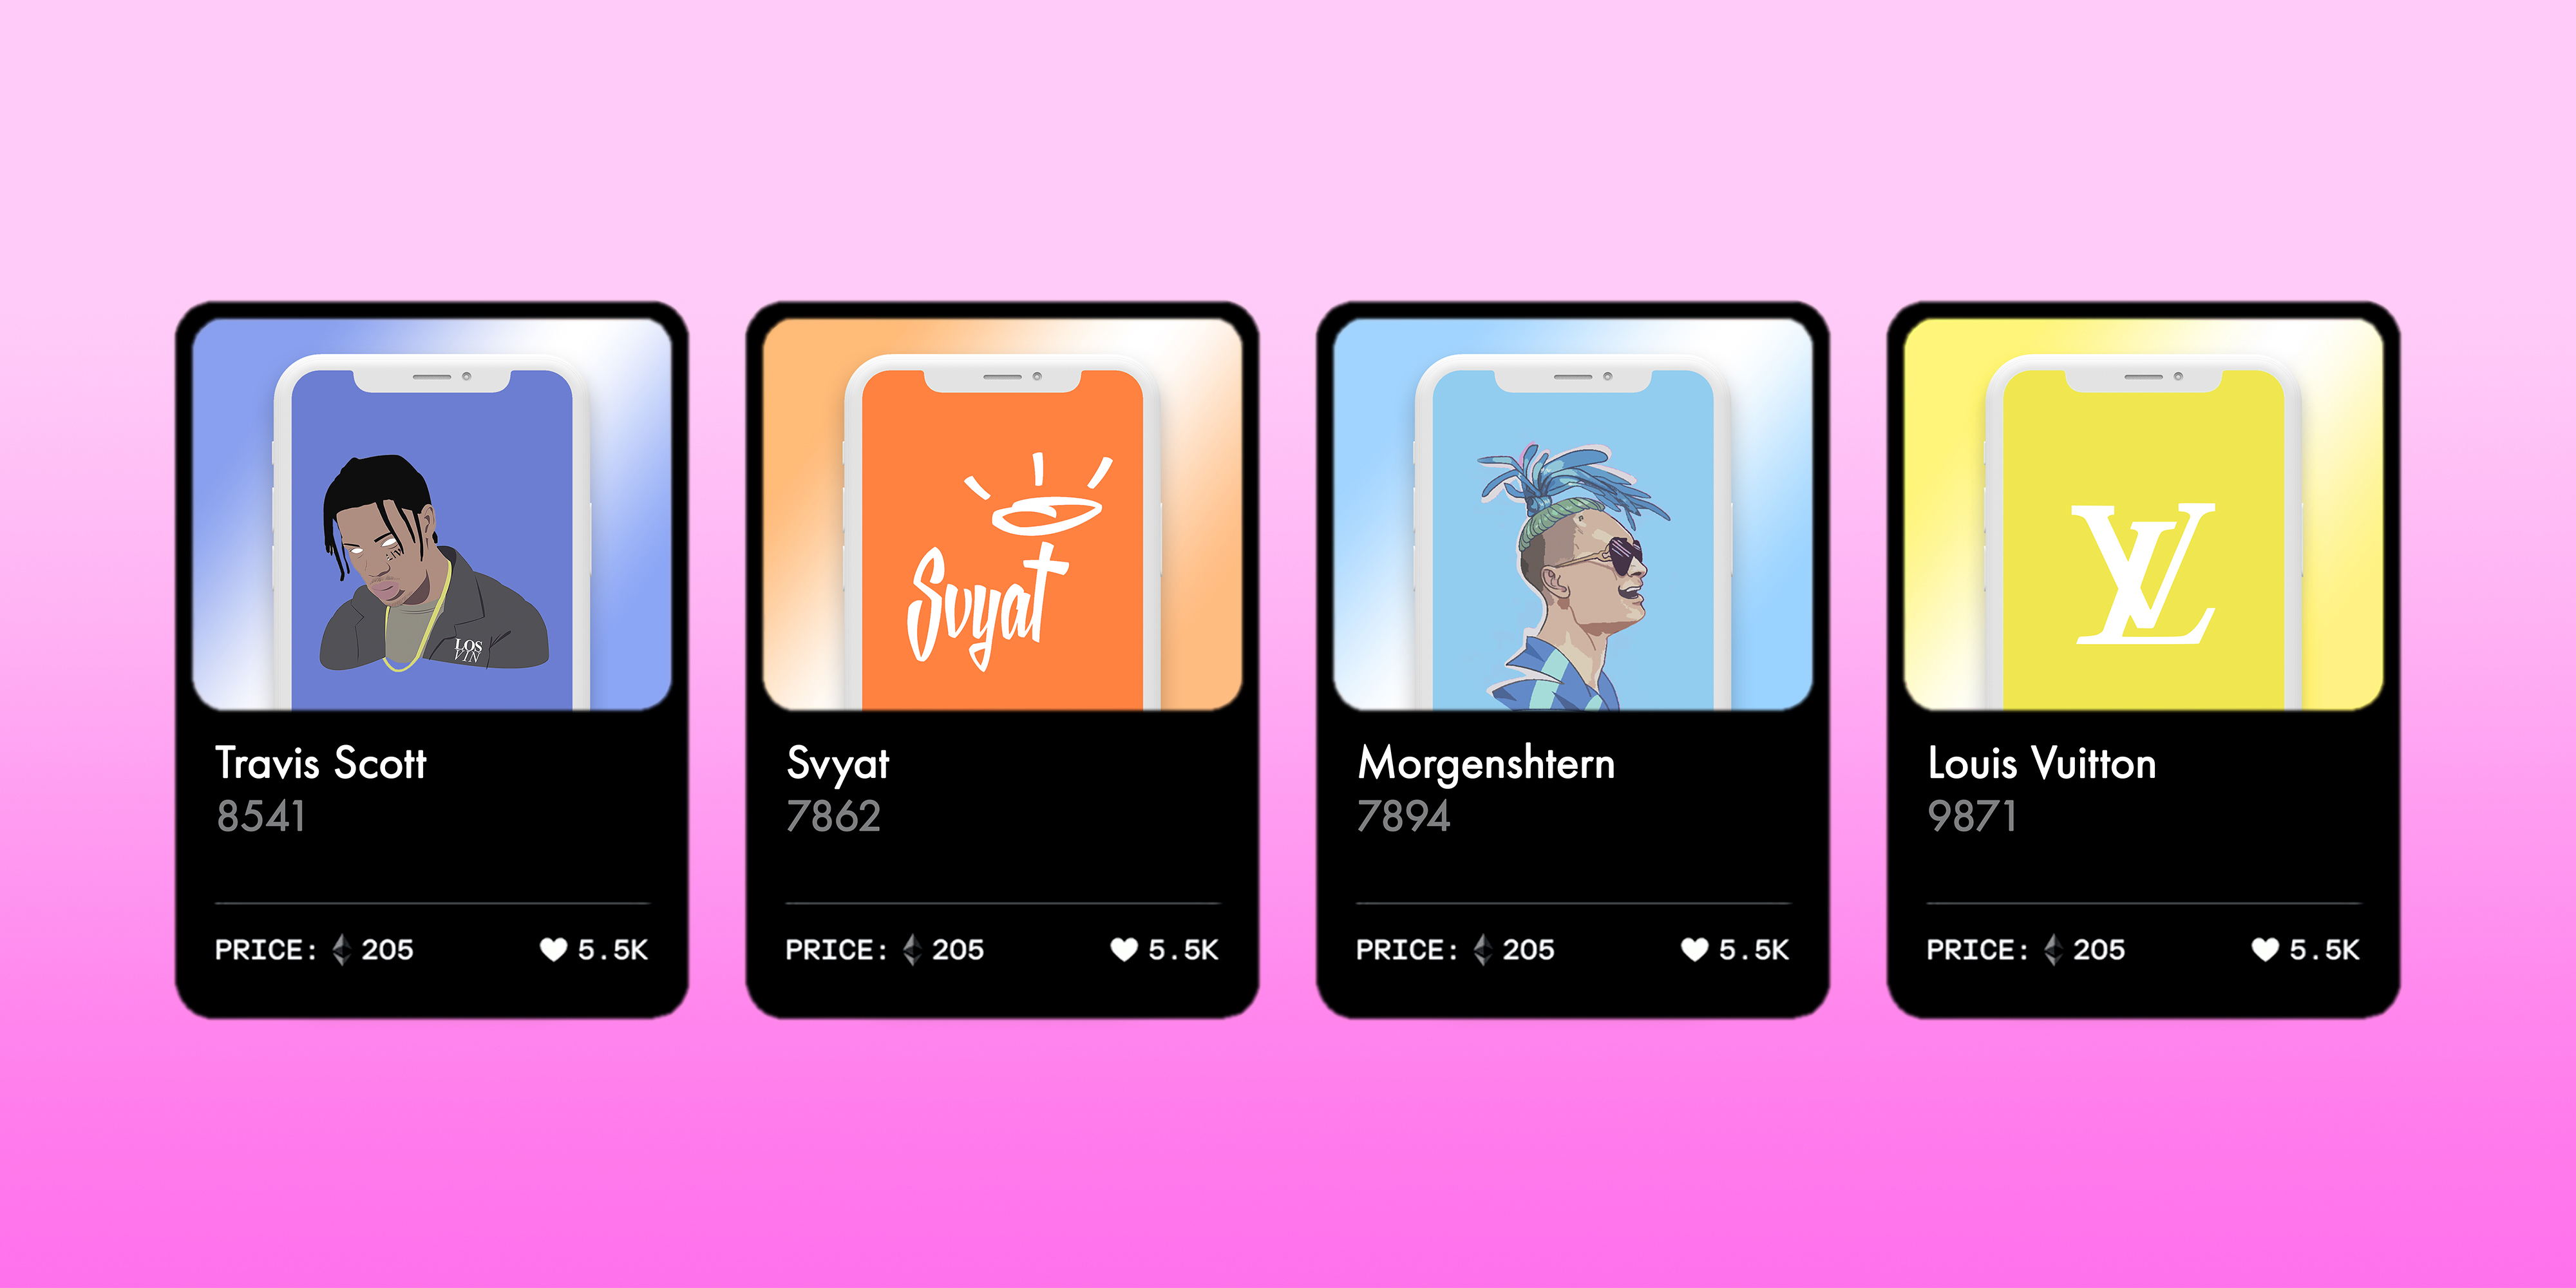 LOS
VIN
Travis Scott
8541
PRICE: 205
5.5K
Svyat
Svyat
7862
PRICE: 205
5.5K
Morgenshtern
7894
PRICE: 205
5.5K
LV
Louis Vuitton
9871
PRICE: 205
5.5K